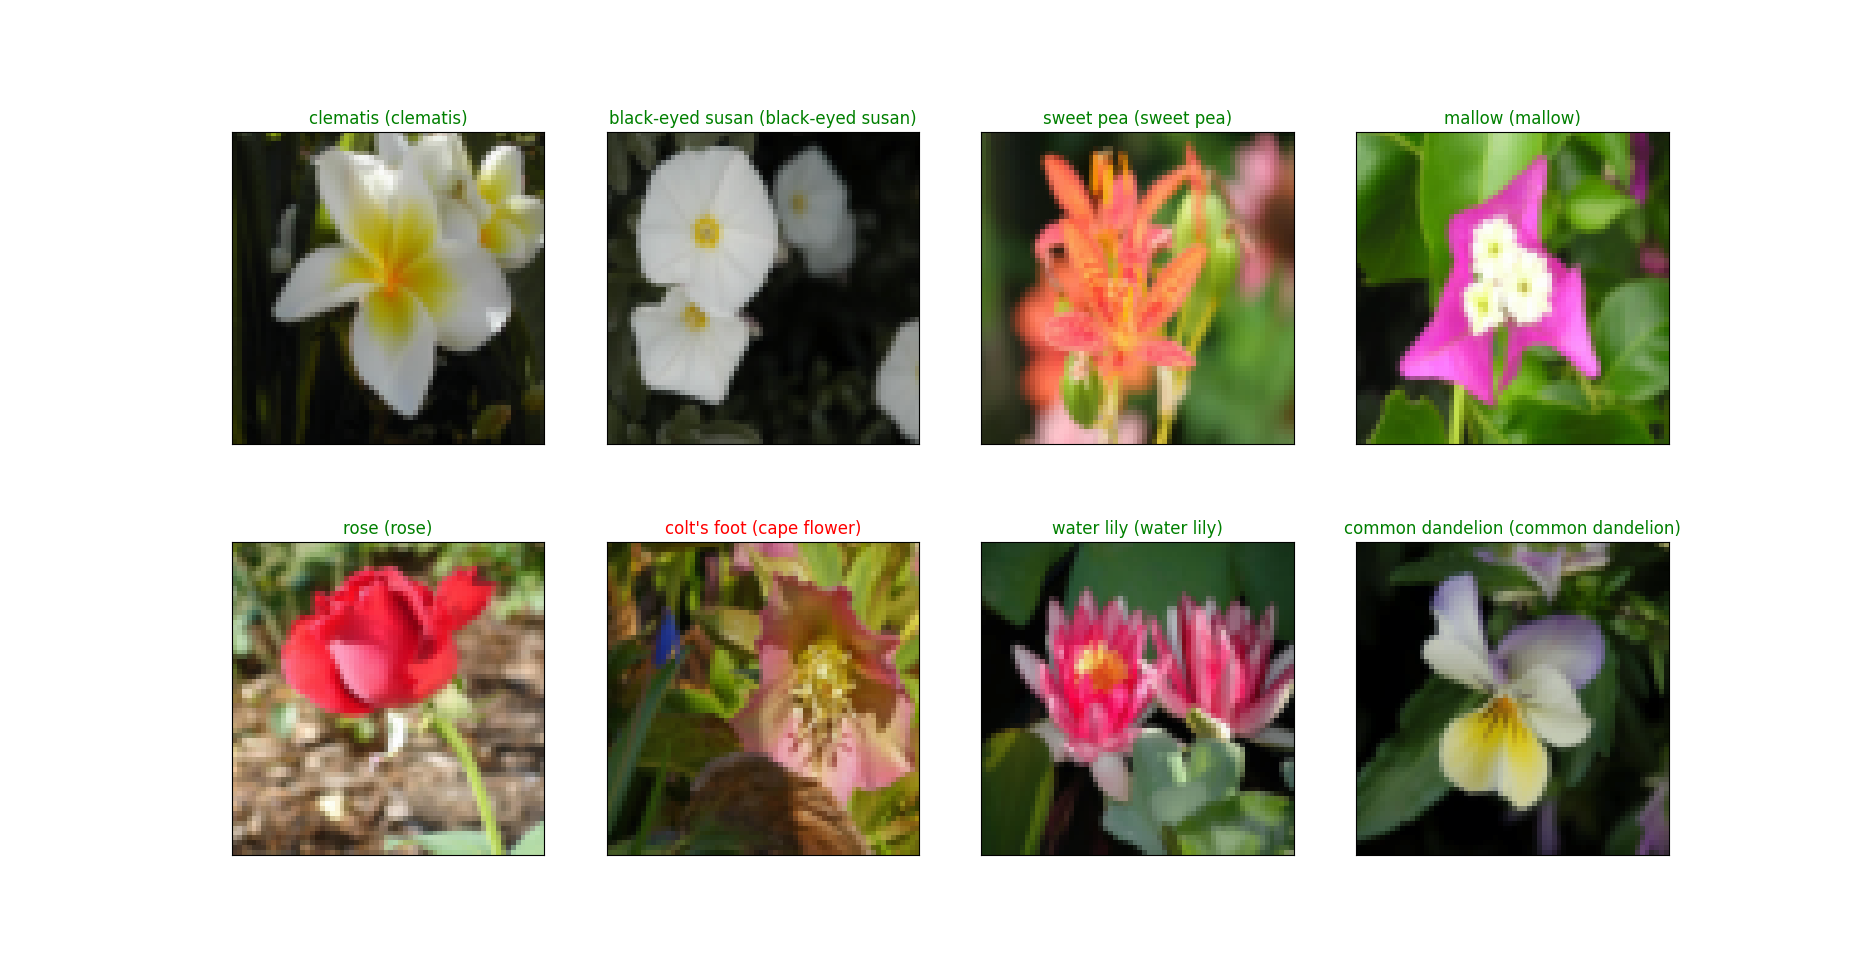 clematis (clematis)
black-eyed susan (black-eyed susan)
sweet pea (sweet pea)
mallow (mallow)
rose (rose)
colt's foot (cape flower)
water lily (water lily)
common dandelion (common dandelion)